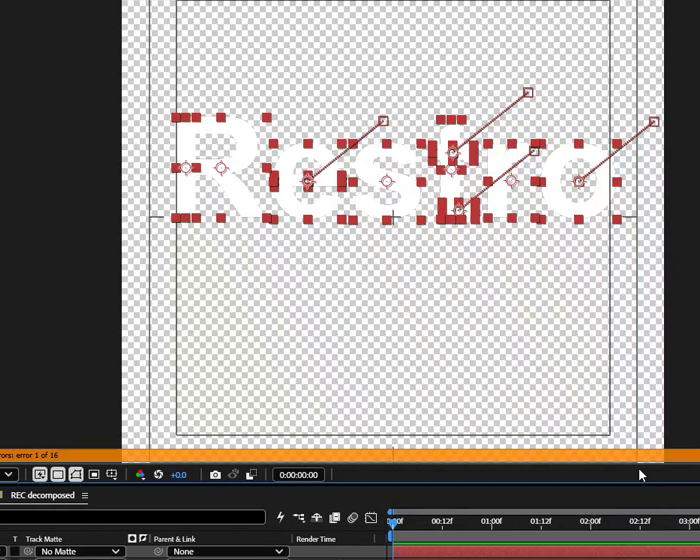 Restro
rors: error 1 of 16
+0.0
0:00:00:00
REC decomposed
:00f 00:12f 01:00f 01:12f 02:00f 02:12f 03:00
T Track Matte Parent & Link Render Time
No Matte None